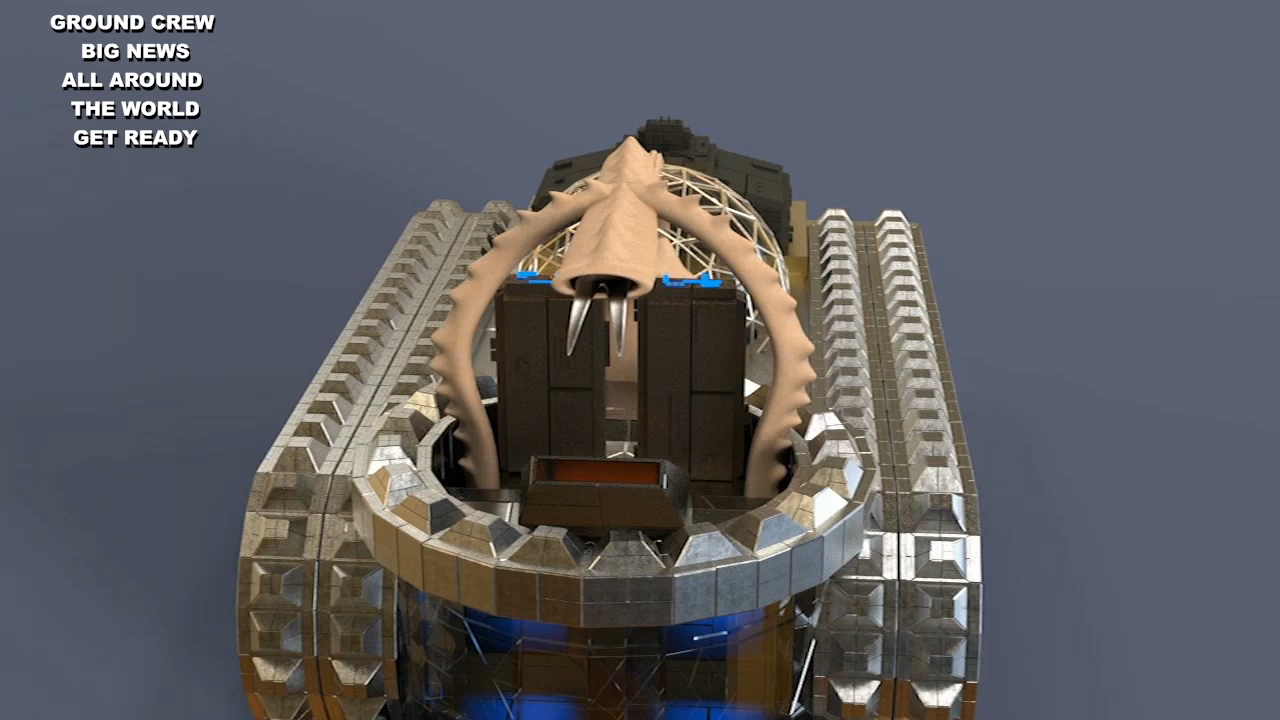 GROUND CREW
BIG NEWS
ALL AROUND
THE WORLD
GET READY